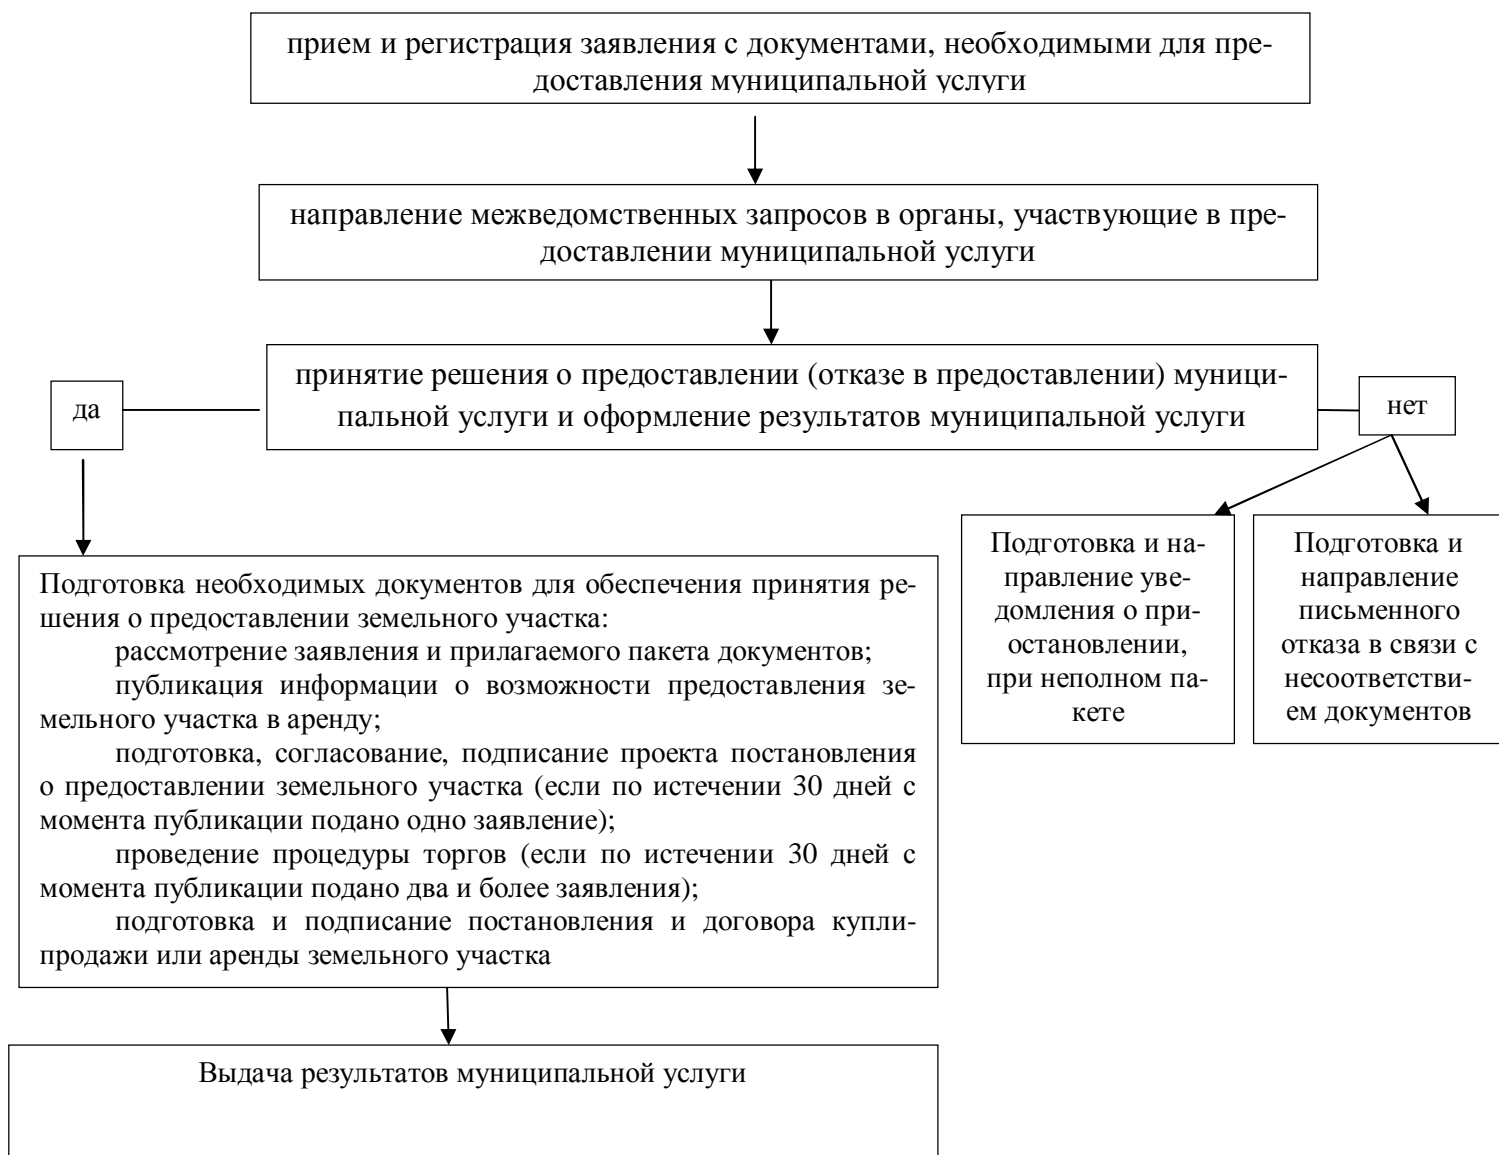 прием и регистрация заявления с документами, необходимыми для пре-
доставления муниципальной услуги
направление межведомственных запросов в органы, участвующие в пре-
доставлении муниципальной услуги
принятие решения о предоставлении (отказе в предоставлении) муници-
пальной услуги и оформление результатов муниципальной услуги
да
нет
Подготовка необходимых документов для обеспечения принятия ре-
шения о предоставлении земельного участка:
рассмотрение заявления и прилагаемого пакета документов;
публикация информации о возможности предоставления зе-
мельного участка в аренду;
подготовка, согласование, подписание проекта постановления
о предоставлении земельного участка (если по истечении 30 дней с
момента публикации подано одно заявление);
проведение процедуры торгов (если по истечении 30 дней с
момента публикации подано два и более заявления);
подготовка и подписание постановления и договора купли-
продажи или аренды земельного участка
Подготовка и на-
правление уве-
домления о при-
остановлении,
при неполном па-
кете
Подготовка и
направление
письменного
отказа в связи с
несоответстви-
ем документов
Выдача результатов муниципальной услуги